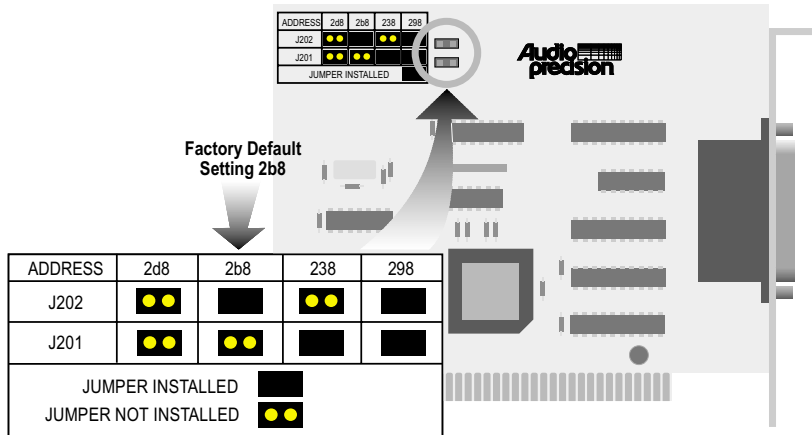 ADDRESS 2d8 2b8 238 298
J202
J201
JUMPER INSTALLED
Audio
precision
Factory Default
Setting 2b8
ADDRESS 2d8 2b8 238 298
J202
J201
JUMPER INSTALLED
JUMPER NOT INSTALLED